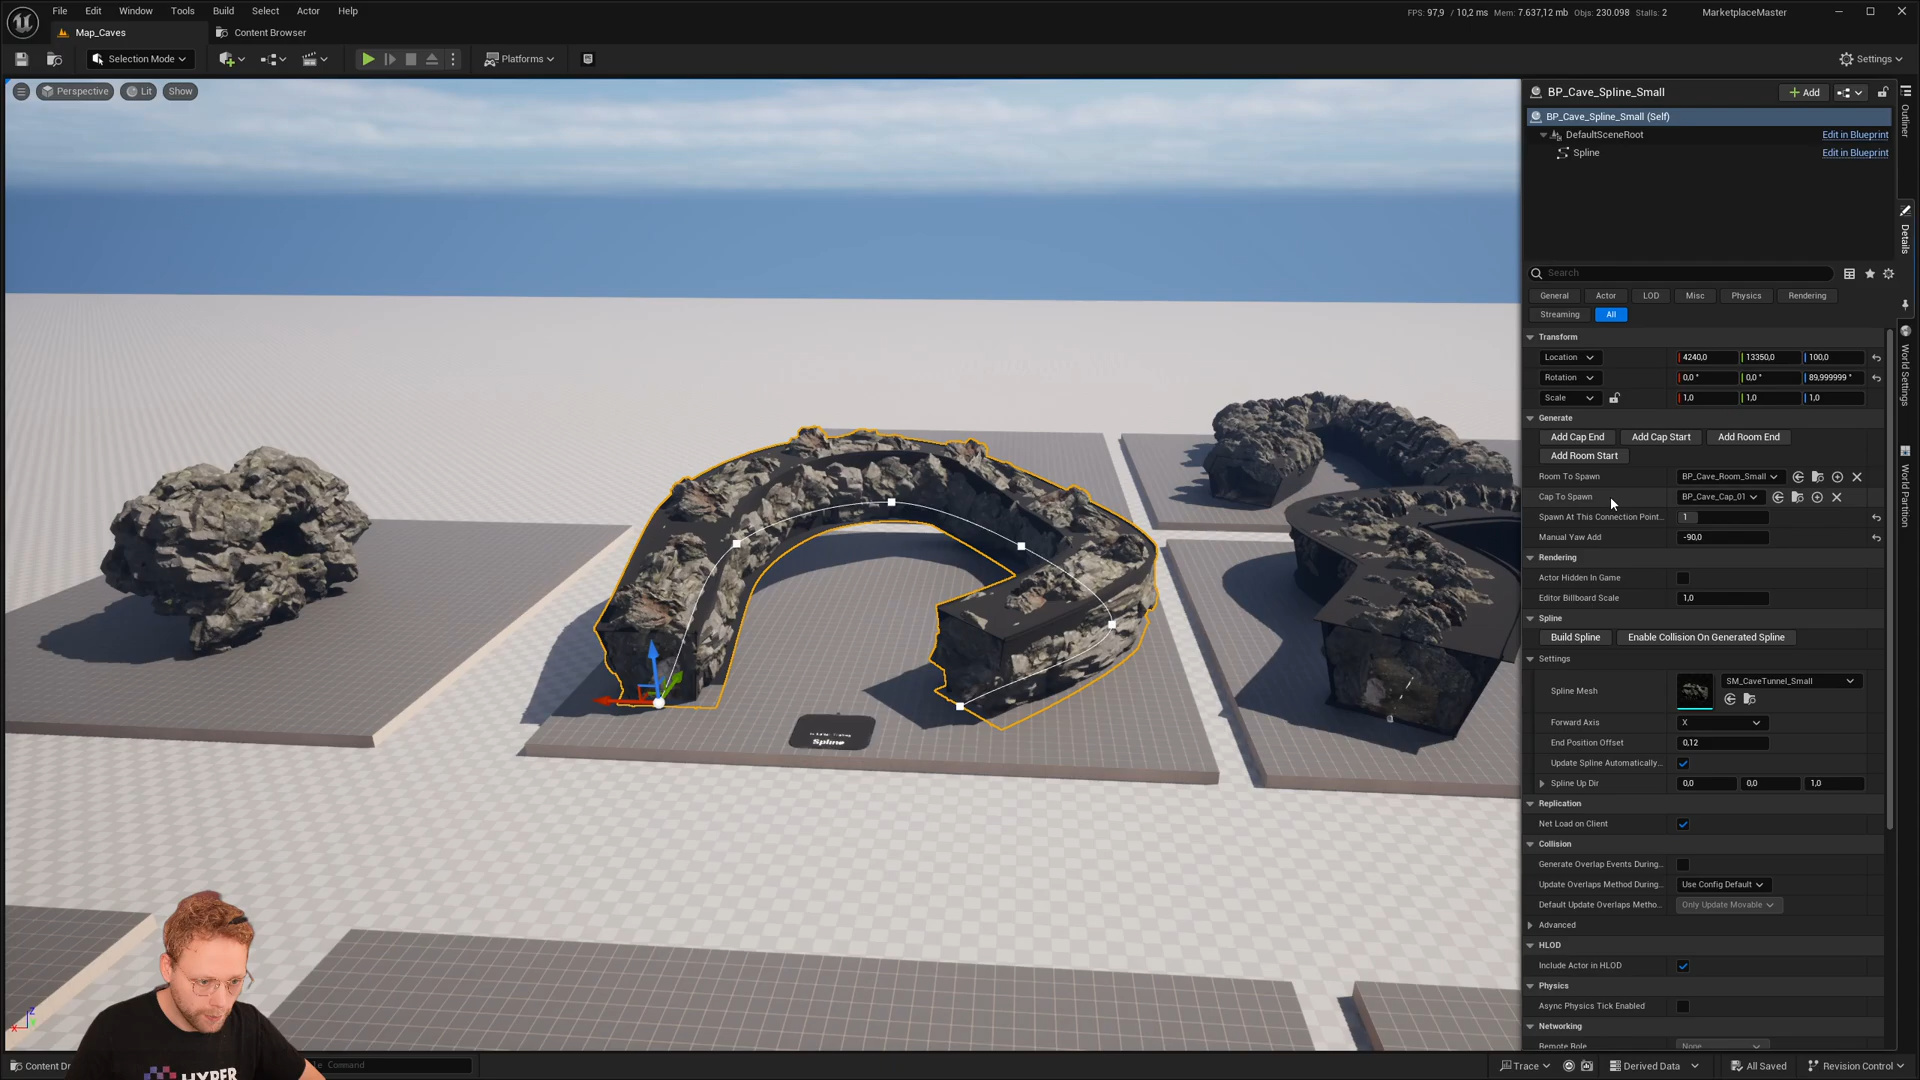 File Edit Window Tools Build Select Actor Help
FPS: 97,9 / 10,2 ms Mem: 7.637,12 mb Objs: 230.098 Stalls: 2 MarketplaceMaster
Map_Caves Content Browser
Selection Mode Platforms Settings
Perspective Lit Show
BP_Cave_Spline_Small Add
Outliner
BP_Cave_Spline_Small (Self)
DefaultSceneRoot Edit in Blueprint
Spline Edit in Blueprint
Details
Search
General Actor LOD Misc Physics Rendering
Streaming All
World Settings
World Partition
Transform
Location 4240,0 13350,0 100,0
Rotation 0,0 ° 0,0 ° 89,999999 °
Scale 1,0 1,0 1,0
Generate
Add Cap End Add Cap Start Add Room End
Add Room Start
Room To Spawn BP_Cave_Room_Small
Cap To Spawn BP_Cave_Cap_01
Spawn At This Connection Point... 1
Manual Yaw Add -90,0
Rendering
Actor Hidden In Game
Editor Billboard Scale 1,0
Spline
Build Spline Enable Collision On Generated Spline
Settings
Spline Mesh SM_CaveTunnel_Small
Forward Axis X
End Position Offset 0,12
Update Spline Automatically...
Spline Up Dir 0,0 0,0 1,0
Replication
Net Load on Client
Collision
Generate Overlap Events During...
Update Overlaps Method During... Use Config Default
Default Update Overlaps Metho... Only Update Movable
Advanced
HLOD
Include Actor in HLOD
Physics
Async Physics Tick Enabled
Networking
Remote Role None
Spline
Z
X
HYPER
Content Dr
Command
Trace Derived Data All Saved Revision Control